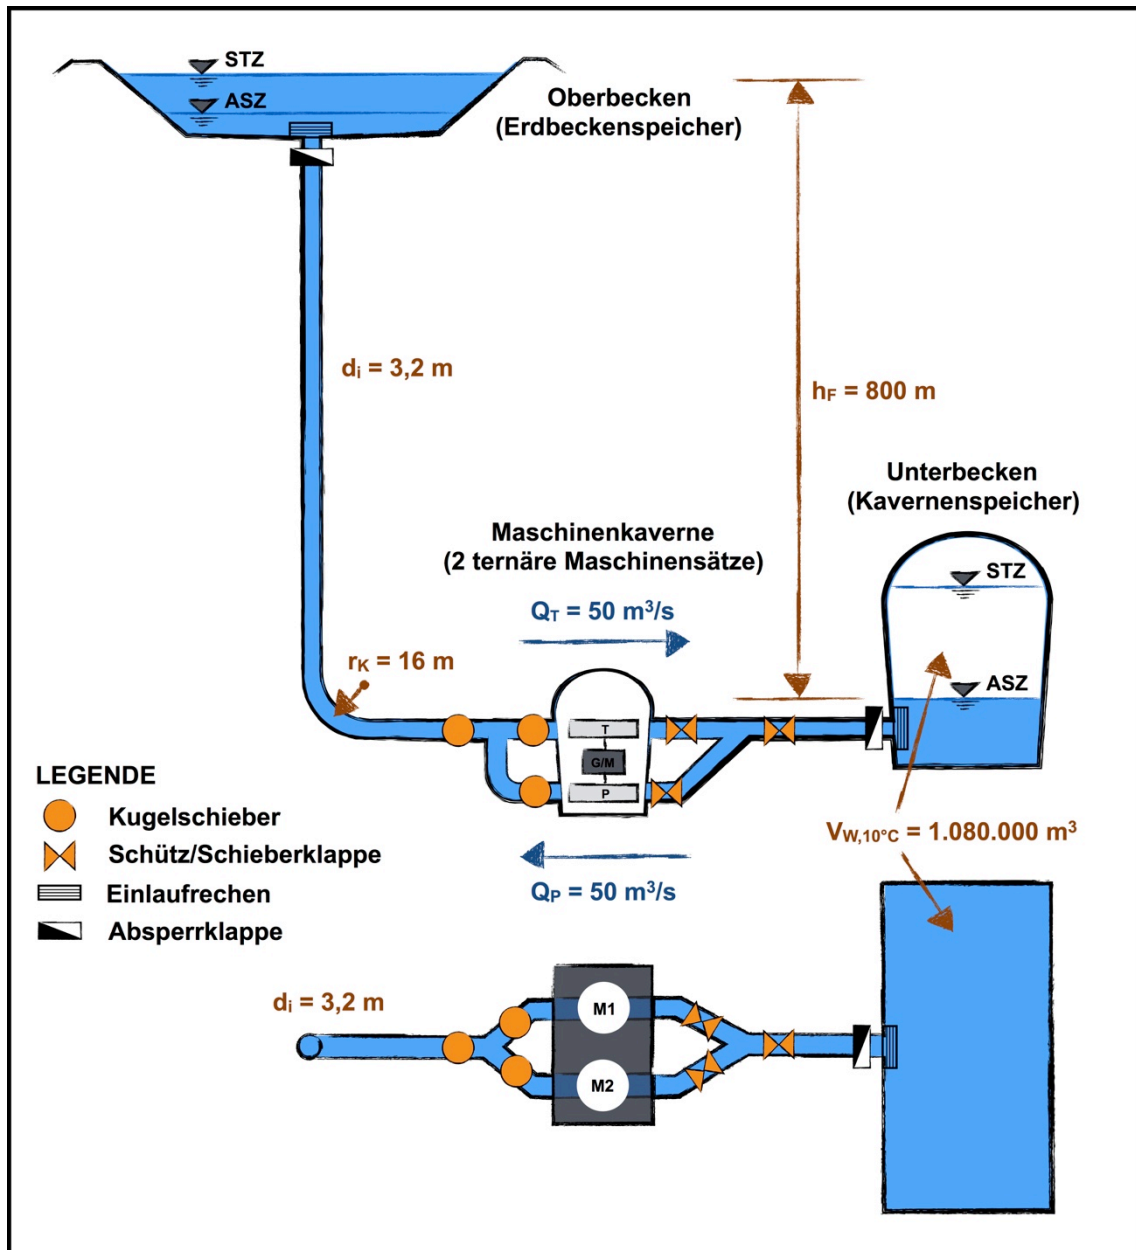 STZ
ASZ
Oberbecken
(Erdbeckenspeicher)
dᵢ = 3,2 m
h_F = 800 m
Unterbecken
(Kavernenspeicher)
Maschinenkaverne
(2 ternäre Maschinensätze)
STZ
Q_T = 50 m³/s
r_K = 16 m
ASZ
T
G/M
P
LEGENDE
Kugelschieber
Schütz/Schieberklappe
Einlaufrechen
Absperrklappe
V_W,10°C = 1.080.000 m³
Q_P = 50 m³/s
dᵢ = 3,2 m
M1
M2